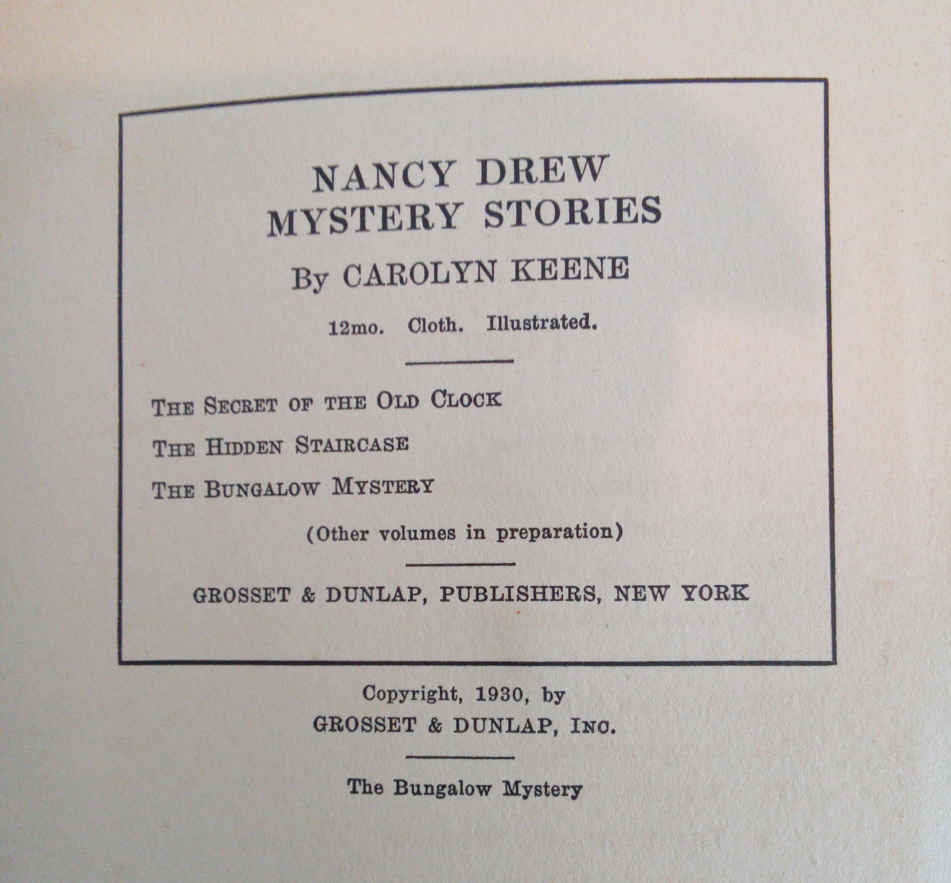 NANCY DREW
MYSTERY STORIES
By CAROLYN KEENE
12mo. Cloth. Illustrated.
THE SECRET OF THE OLD CLOCK
THE HIDDEN STAIRCASE
THE BUNGALOW MYSTERY
(Other volumes in preparation)
GROSSET & DUNLAP, PUBLISHERS, NEW YORK
Copyright, 1930, by
GROSSET & DUNLAP, INC.
The Bungalow Mystery